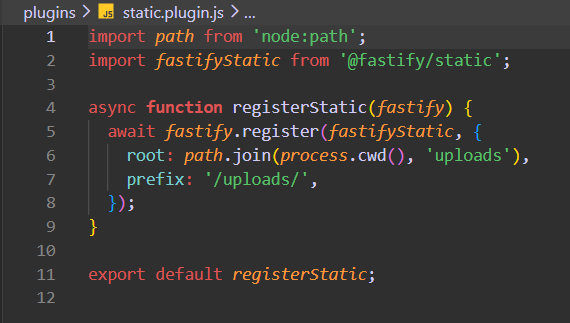 plugins > JS static.plugin.js > ...
1 import path from 'node:path';
2 import fastifyStatic from '@fastify/static';
3
4 async function registerStatic(fastify) {
5   await fastify.register(fastifyStatic, {
6     root: path.join(process.cwd(), 'uploads'),
7     prefix: '/uploads/',
8   });
9 }
10
11 export default registerStatic;
12